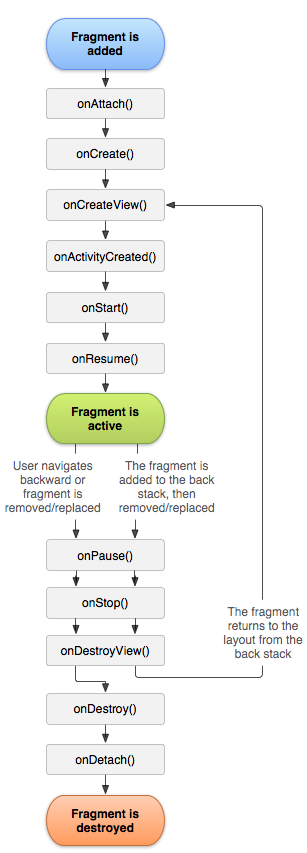 Fragment is
added
onAttach()
onCreate()
onCreateView()
onActivityCreated()
onStart()
onResume()
Fragment is
active
User navigates
backward or
fragment is
removed/replaced
The fragment is
added to the back
stack, then
removed/replaced
onPause()
onStop()
onDestroyView()
The fragment
returns to the
layout from the
back stack
onDestroy()
onDetach()
Fragment is
destroyed